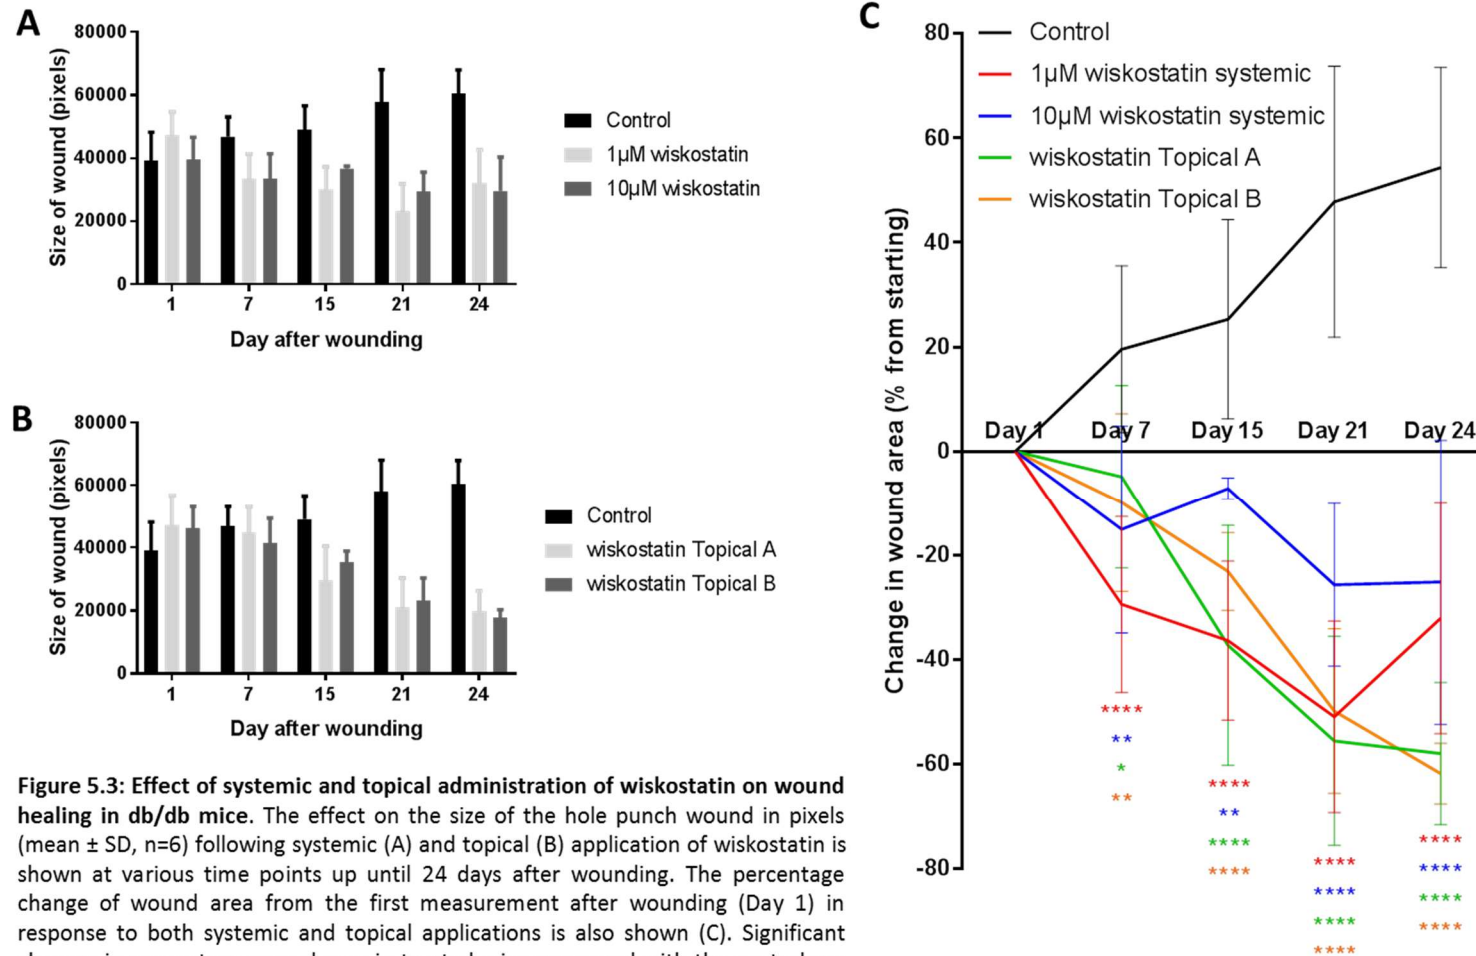 A
80000
60000
40000
20000
0
Size of wound (pixels)
1 7 15 21 24
Day after wounding
Control
1µM wiskostatin
10µM wiskostatin
B
80000
60000
40000
20000
0
Size of wound (pixels)
1 7 15 21 24
Day after wounding
Control
wiskostatin Topical A
wiskostatin Topical B
Figure 5.3: Effect of systemic and topical administration of wiskostatin on wound
healing in db/db mice. The effect on the size of the hole punch wound in pixels
(mean ± SD, n=6) following systemic (A) and topical (B) application of wiskostatin is
shown at various time points up until 24 days after wounding. The percentage
change of wound area from the first measurement after wounding (Day 1) in
response to both systemic and topical applications is also shown (C). Significant
C
80
60
40
20
0
-20
-40
-60
-80
Change in wound area (% from starting)
Control
1µM wiskostatin systemic
10µM wiskostatin systemic
wiskostatin Topical A
wiskostatin Topical B
Day 1 Day 7 Day 15 Day 21 Day 24
****
**
*
**
****
**
****
****
****
****
****
****
****
****
****
****